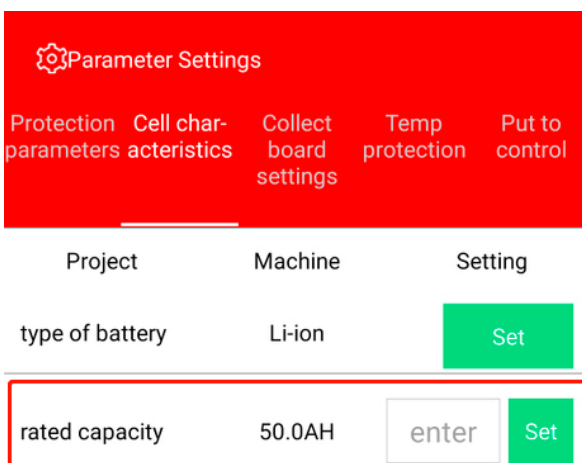 Parameter Settings
Protection parameters
Cell char-
acteristics
Collect board settings
Temp protection
Put to control
Project Machine Setting
type of battery Li-ion Set
rated capacity 50.0AH enter Set